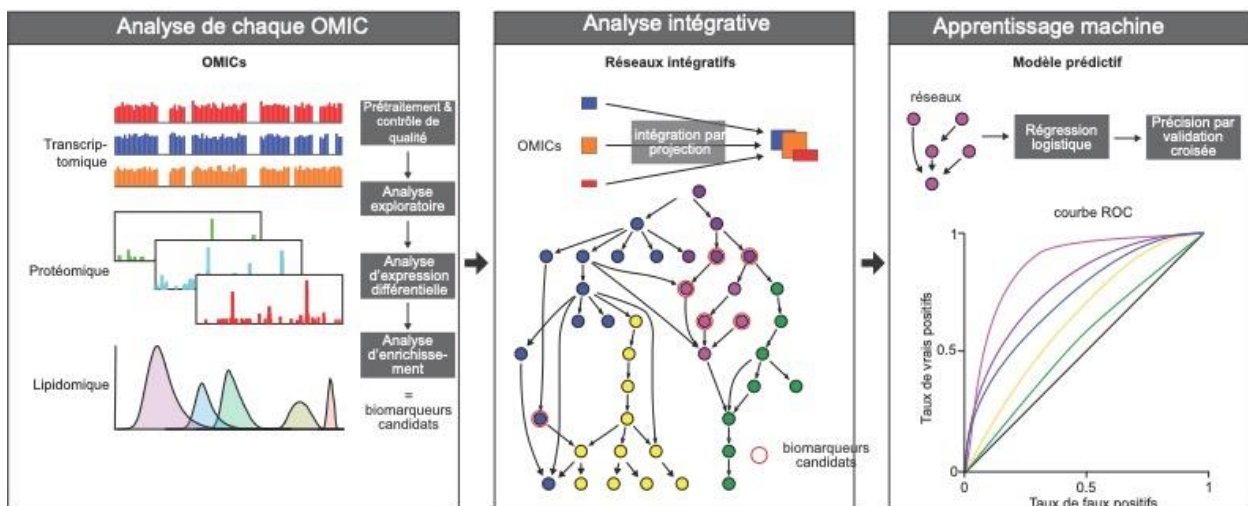 Analyse de chaque OMIC
OMICs
Transcrip-
tomique
Protéomique
Lipidomique
Prétraitement &
contrôle de
qualité
Analyse
exploratoire
Analyse
d'expression
différentielle
Analyse
d'enrichisse-
ment
=
biomarqueurs
candidats
Analyse intégrative
Réseaux intégratifs
OMICs
intégration par
projection
biomarqueurs
candidats
Apprentissage machine
Modèle prédictif
réseaux
Régression
logistique
Précision par
validation
croisée
courbe ROC
Taux de vrais positifs
1
0.5
0
0
0.5
1
Taux de faux positifs